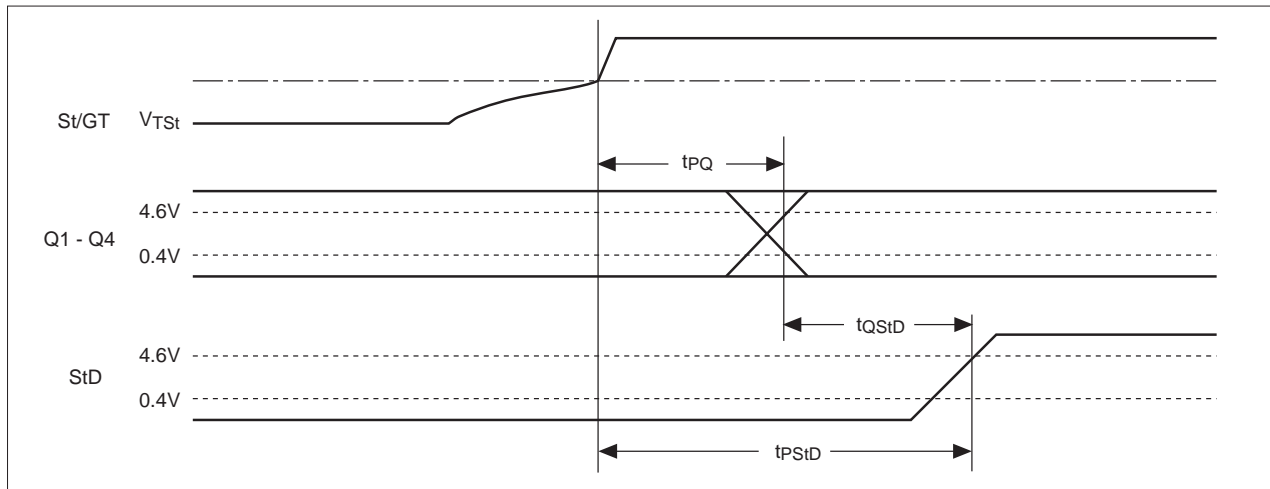 St/GT VTSt
tPQ
4.6V
Q1 - Q4
0.4V
tQStD
4.6V
StD
0.4V
tPStD